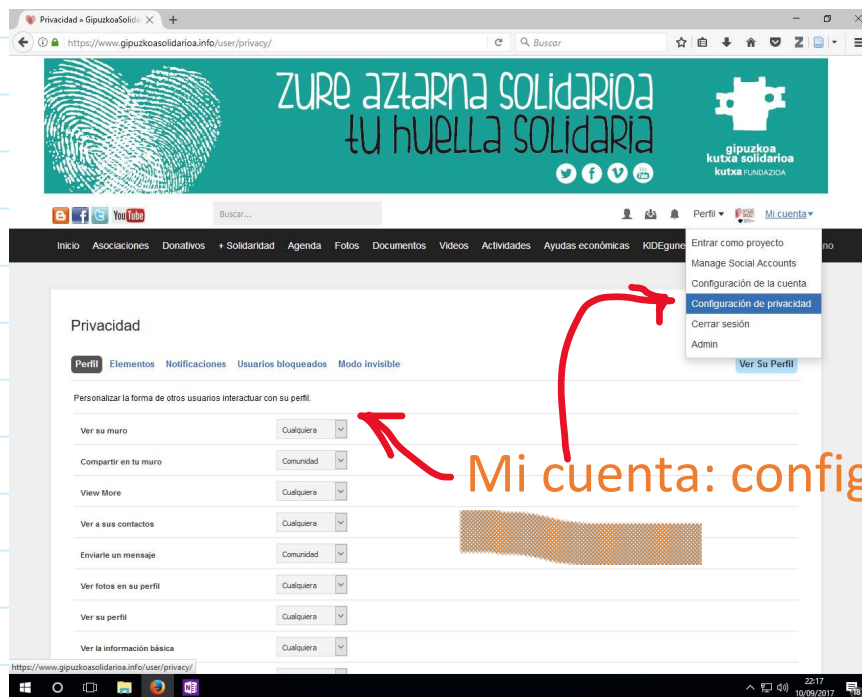 Privacidad » GipuzkoaSolida
https://www.gipuzkoasolidarioa.info/user/privacy/
Buscar
ZURe aztaRna SOLidaRioa
tu huella Solidaria
gipuzkoa
kutxa solidarioa
kutxa FUNDAZIOA
You Tube
Buscar...
Perfil
Mi cuenta
Inicio Asociaciones Donativos + Solidaridad Agenda Fotos Documentos Videos Actividades Ayudas económicas KIDEgune no
Entrar como proyecto
Manage Social Accounts
Configuración de la cuenta
Configuración de privacidad
Cerrar sesión
Admin
Privacidad
Perfil Elementos Notificaciones Usuarios bloqueados Modo invisible Ver Su Perfil
Personalizar la forma de otros usuarios interactuar con su perfil.
Ver su muro Cualquiera
Compartir en tu muro Comunidad
View More Cualquiera
Mi cuenta: config
Ver a sus contactos Cualquiera
Enviarle un mensaje Comunidad
Ver fotos en su perfil Cualquiera
Ver su perfil Cualquiera
Ver la información básica Cualquiera
https://www.gipuzkoasolidarioa.info/user/privacy/
22:17
10/09/2017